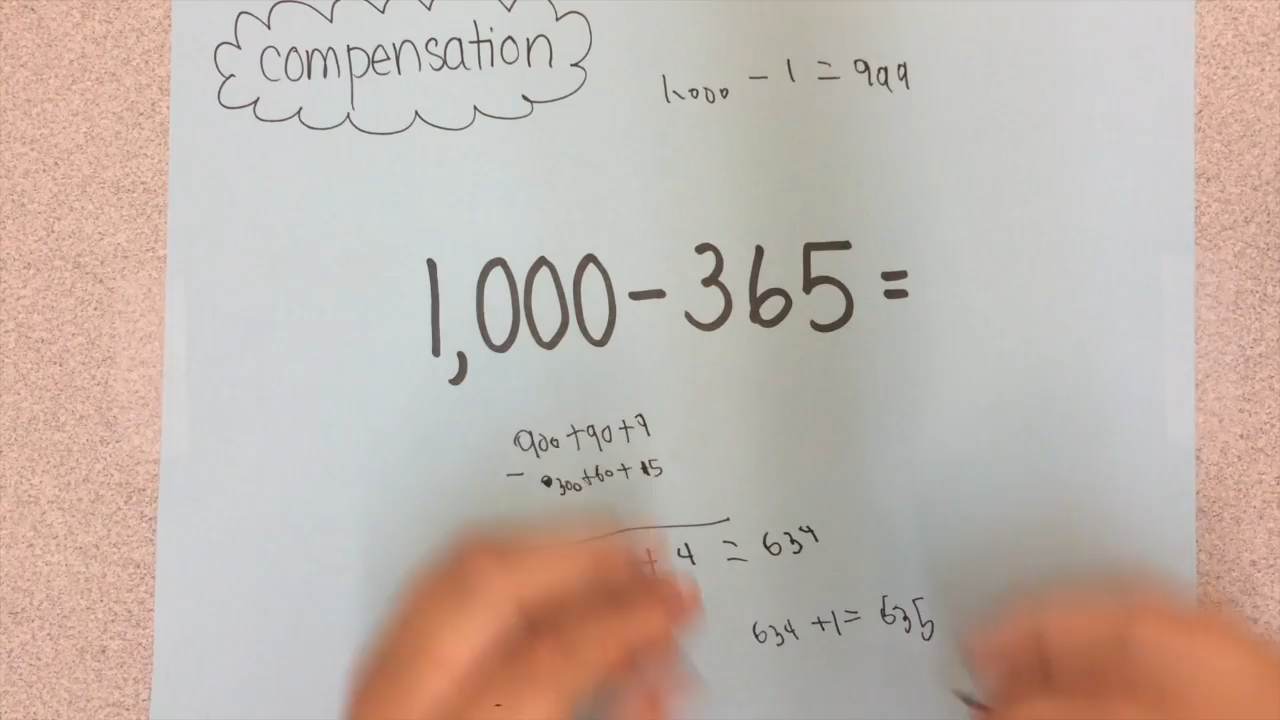 compensation
1,000 - 1 = 999
1,000 - 365 =
900+90+9
- 300+60+5
+ 4 = 634
634 +1= 635